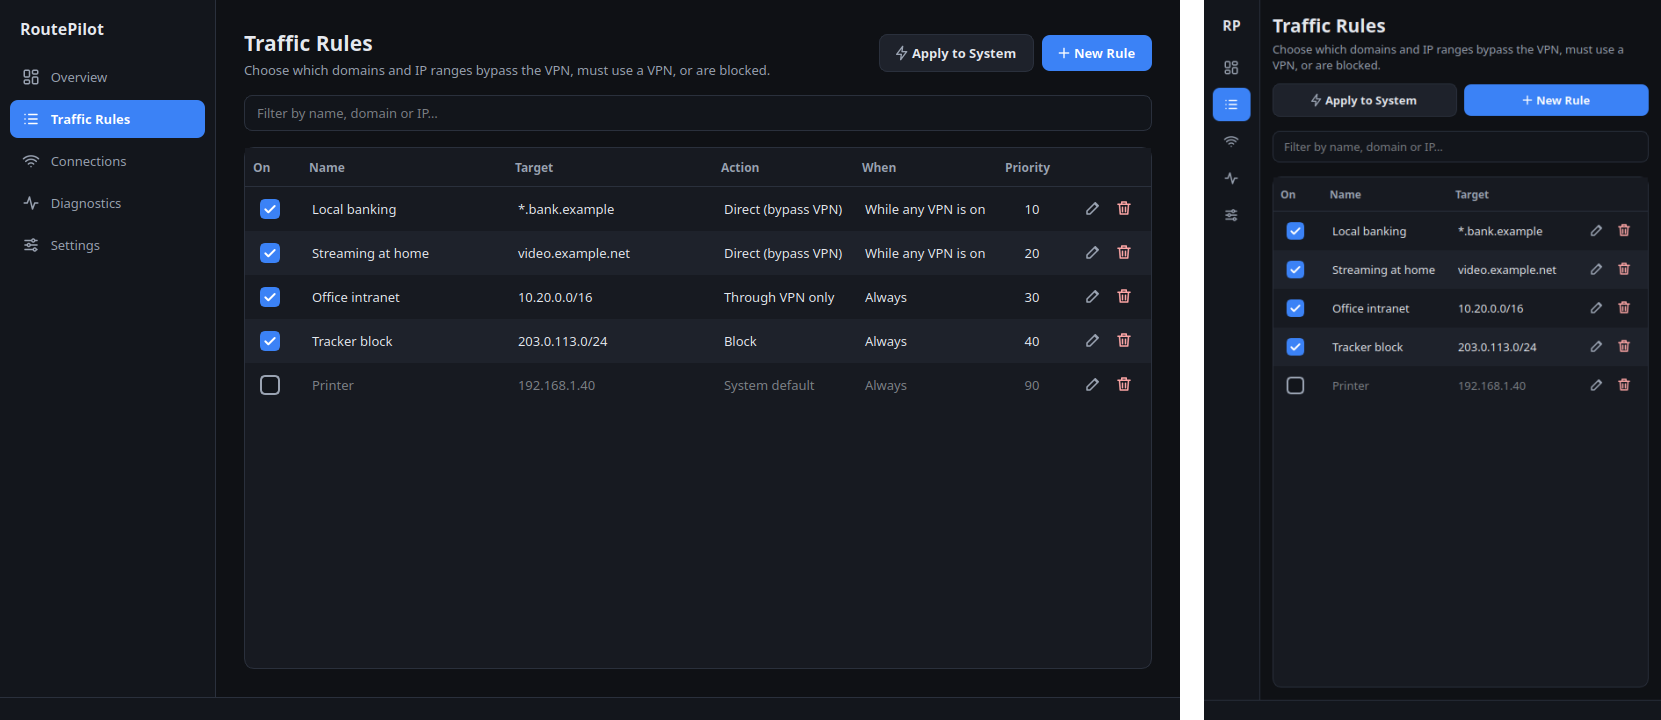 RoutePilot
Overview
Traffic Rules
Connections
Diagnostics
Settings
Traffic Rules
Choose which domains and IP ranges bypass the VPN, must use a VPN, or are blocked.
Apply to System
New Rule
Filter by name, domain or IP...
On Name Target Action When Priority
Local banking *.bank.example Direct (bypass VPN) While any VPN is on 10
Streaming at home video.example.net Direct (bypass VPN) While any VPN is on 20
Office intranet 10.20.0.0/16 Through VPN only Always 30
Tracker block 203.0.113.0/24 Block Always 40
Printer 192.168.1.40 System default Always 90
RP
Traffic Rules
Choose which domains and IP ranges bypass the VPN, must use a
VPN, or are blocked.
Apply to System
New Rule
Filter by name, domain or IP...
On Name Target
Local banking *.bank.example
Streaming at home video.example.net
Office intranet 10.20.0.0/16
Tracker block 203.0.113.0/24
Printer 192.168.1.40